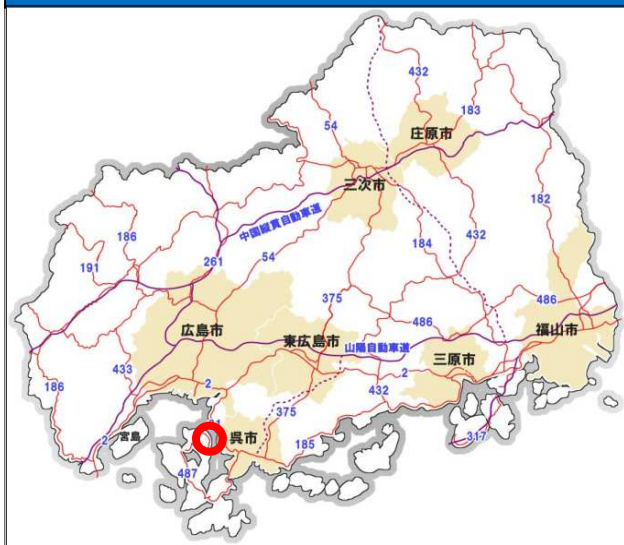 432
183
54
庄原市
三次市
182
中国縦貫自動車道
186
191
261
54
184
432
375
486
486
広島市
東広島市
山陽自動車道
福山市
三原市
433
2
2
432
186
375
2
宮島
呉市
185
487
317